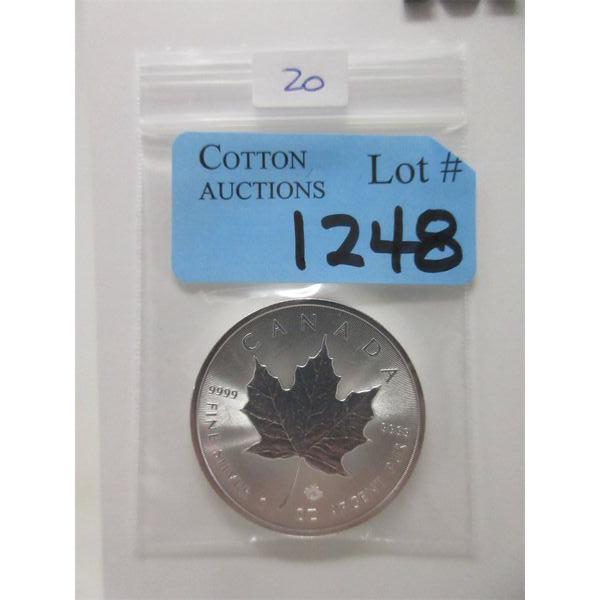 20
COTTON
AUCTIONS
Lot #
1248
CANADA
9999
9999
FINE SILVER 1 OZ ARGENT PUR